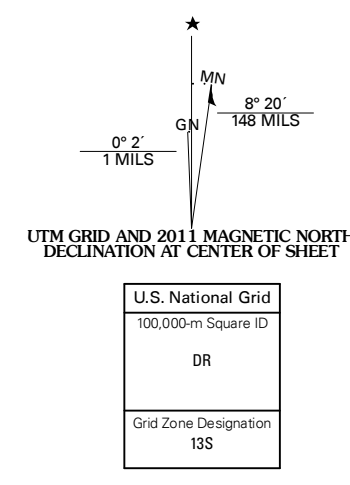 MN
GN
8° 20´
148 MILS
0° 2´
1 MILS
UTM GRID AND 2011 MAGNETIC NORTH
DECLINATION AT CENTER OF SHEET
U.S. National Grid
100,000-m Square ID
DR
Grid Zone Designation
13S